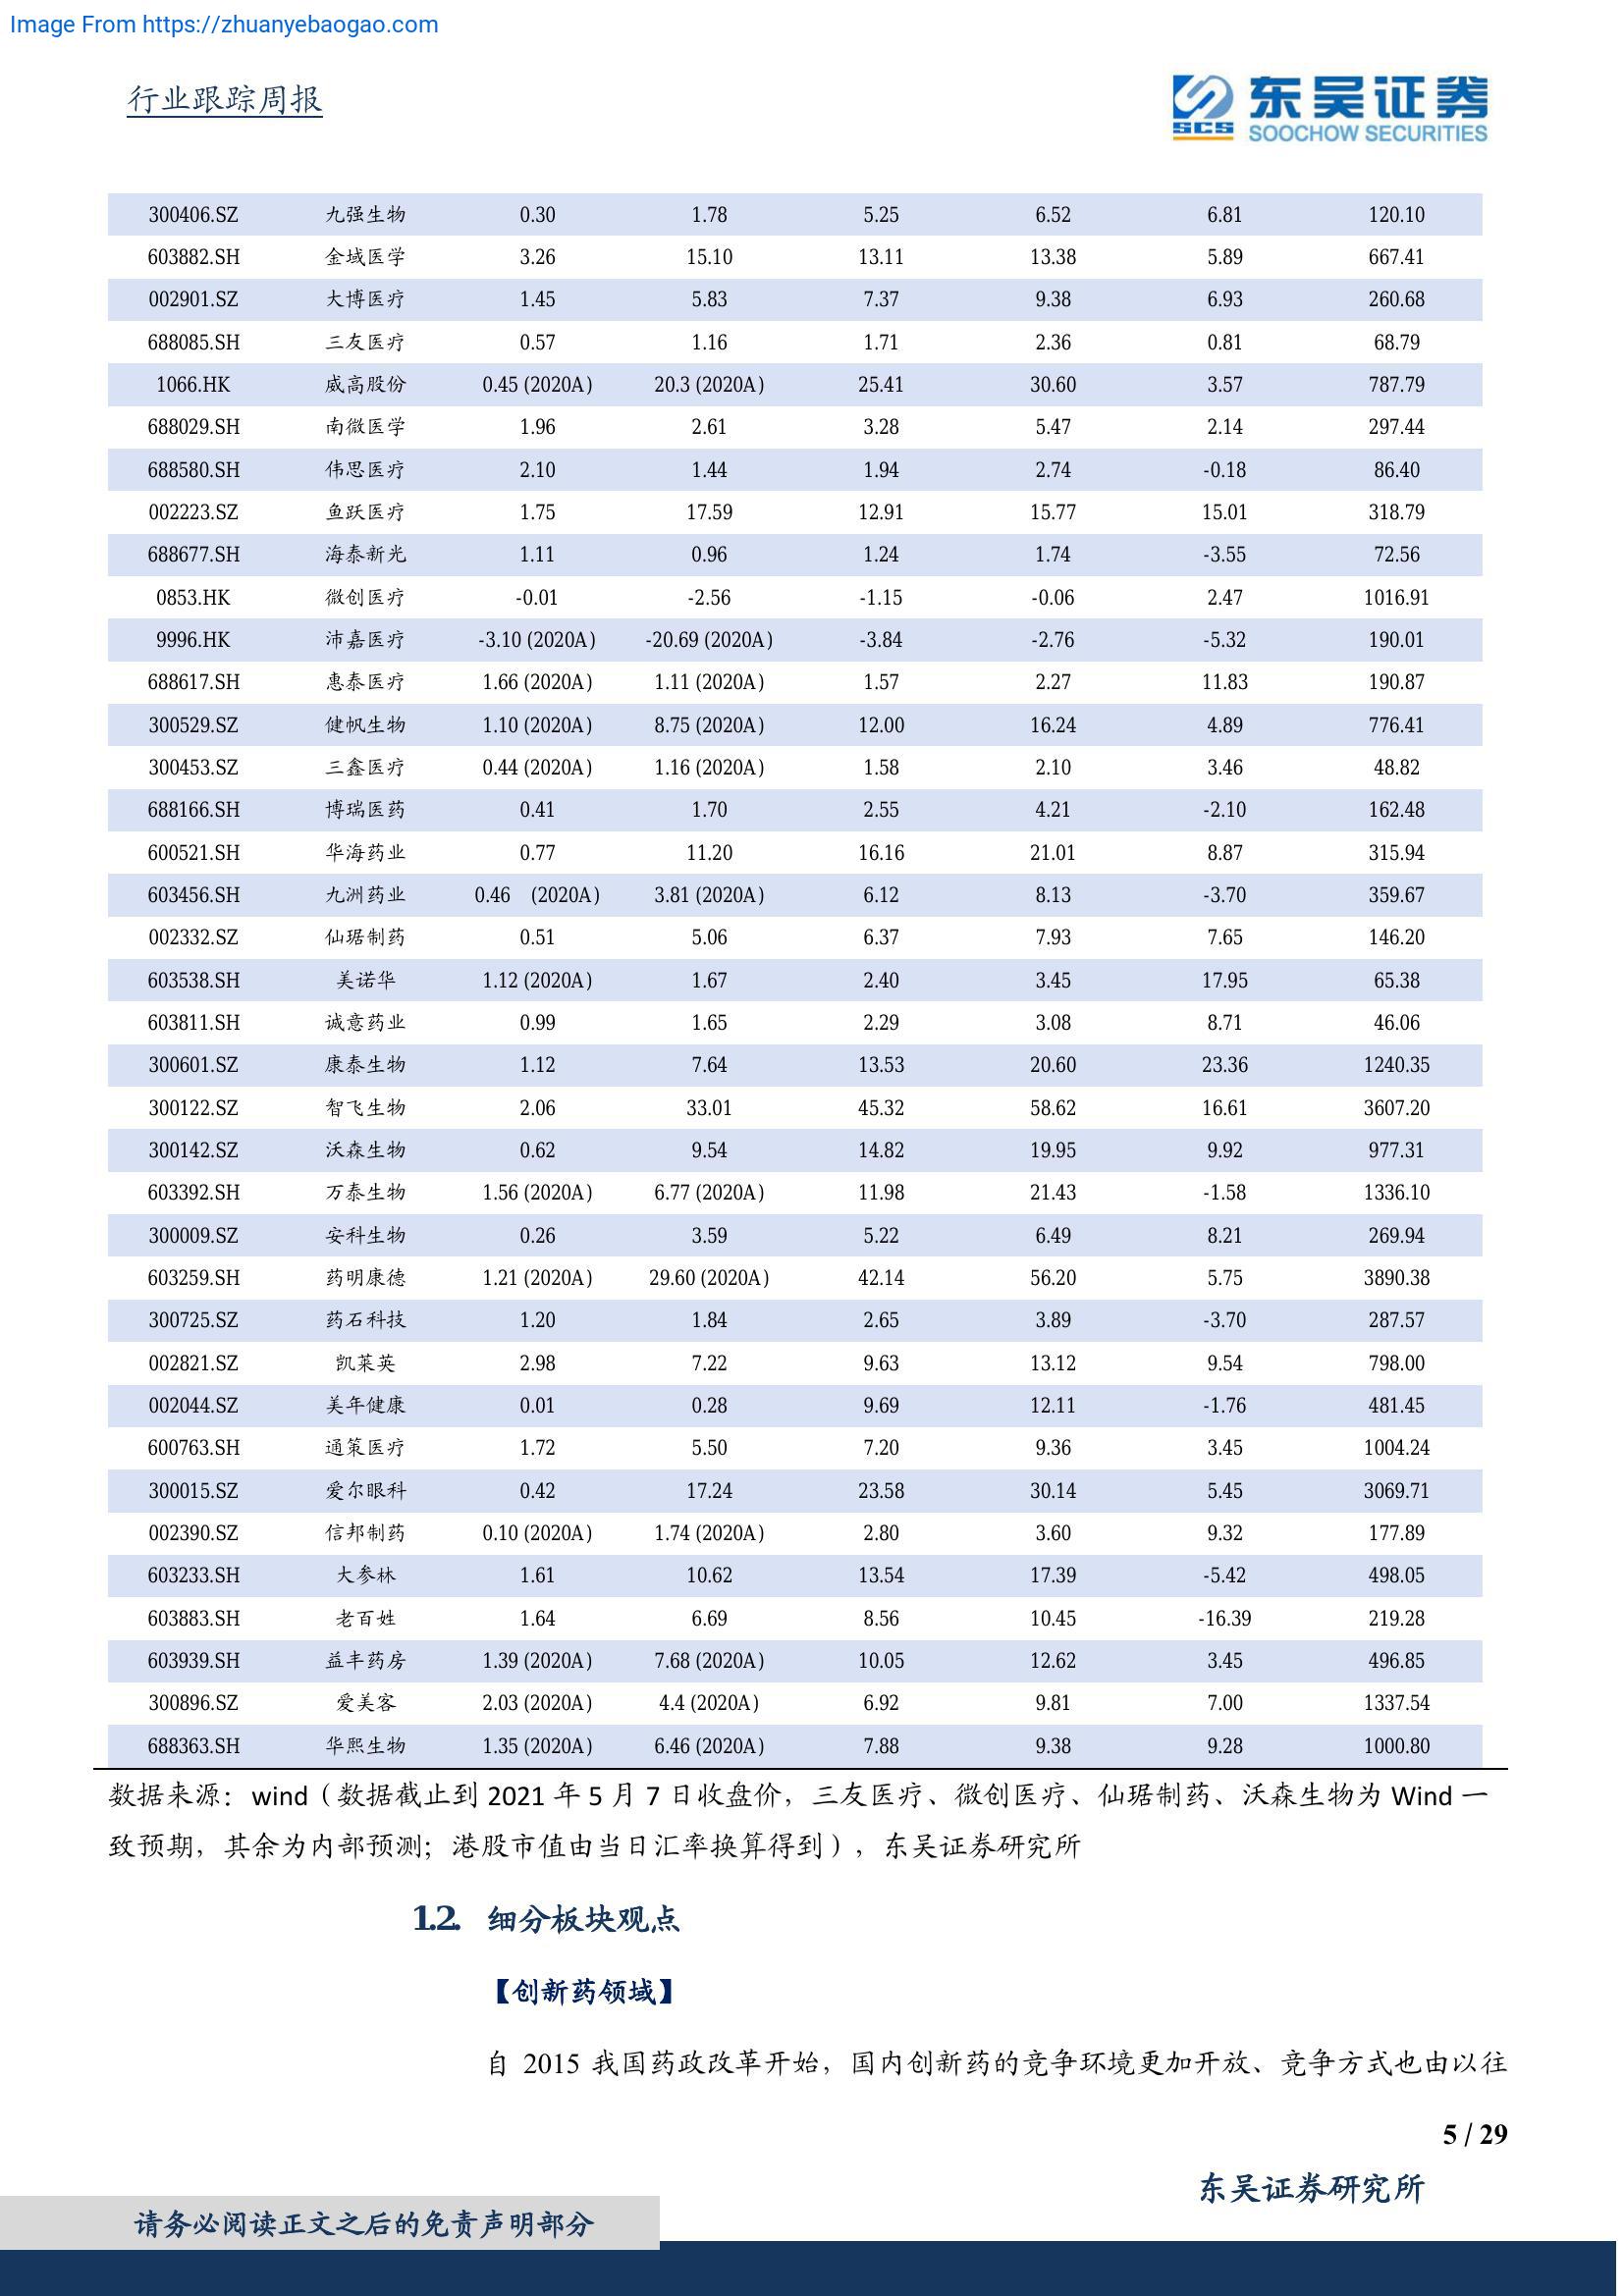 Image From https://zhuanyebaogao.com
行业跟踪周报
东吴证券
SCS
SOOCHOW SECURITIES
300406.SZ 九强生物 0.30 1.78 5.25 6.52 6.81 120.10
603882.SH 金域医学 3.26 15.10 13.11 13.38 5.89 667.41
002901.SZ 大博医疗 1.45 5.83 7.37 9.38 6.93 260.68
688085.SH 三友医疗 0.57 1.16 1.71 2.36 0.81 68.79
1066.HK 威高股份 0.45 (2020A) 20.3 (2020A) 25.41 30.60 3.57 787.79
688029.SH 南微医学 1.96 2.61 3.28 5.47 2.14 297.44
688580.SH 伟思医疗 2.10 1.44 1.94 2.74 -0.18 86.40
002223.SZ 鱼跃医疗 1.75 17.59 12.91 15.77 15.01 318.79
688677.SH 海泰新光 1.11 0.96 1.24 1.74 -3.55 72.56
0853.HK 微创医疗 -0.01 -2.56 -1.15 -0.06 2.47 1016.91
9996.HK 沛嘉医疗 -3.10 (2020A) -20.69 (2020A) -3.84 -2.76 -5.32 190.01
688617.SH 惠泰医疗 1.66 (2020A) 1.11 (2020A) 1.57 2.27 11.83 190.87
300529.SZ 健帆生物 1.10 (2020A) 8.75 (2020A) 12.00 16.24 4.89 776.41
300453.SZ 三鑫医疗 0.44 (2020A) 1.16 (2020A) 1.58 2.10 3.46 48.82
688166.SH 博瑞医药 0.41 1.70 2.55 4.21 -2.10 162.48
600521.SH 华海药业 0.77 11.20 16.16 21.01 8.87 315.94
603456.SH 九洲药业 0.46 (2020A) 3.81 (2020A) 6.12 8.13 -3.70 359.67
002332.SZ 仙琚制药 0.51 5.06 6.37 7.93 7.65 146.20
603538.SH 美诺华 1.12 (2020A) 1.67 2.40 3.45 17.95 65.38
603811.SH 诚意药业 0.99 1.65 2.29 3.08 8.71 46.06
300601.SZ 康泰生物 1.12 7.64 13.53 20.60 23.36 1240.35
300122.SZ 智飞生物 2.06 33.01 45.32 58.62 16.61 3607.20
300142.SZ 沃森生物 0.62 9.54 14.82 19.95 9.92 977.31
603392.SH 万泰生物 1.56 (2020A) 6.77 (2020A) 11.98 21.43 -1.58 1336.10
300009.SZ 安科生物 0.26 3.59 5.22 6.49 8.21 269.94
603259.SH 药明康德 1.21 (2020A) 29.60 (2020A) 42.14 56.20 5.75 3890.38
300725.SZ 药石科技 1.20 1.84 2.65 3.89 -3.70 287.57
002821.SZ 凯莱英 2.98 7.22 9.63 13.12 9.54 798.00
002044.SZ 美年健康 0.01 0.28 9.69 12.11 -1.76 481.45
600763.SH 通策医疗 1.72 5.50 7.20 9.36 3.45 1004.24
300015.SZ 爱尔眼科 0.42 17.24 23.58 30.14 5.45 3069.71
002390.SZ 信邦制药 0.10 (2020A) 1.74 (2020A) 2.80 3.60 9.32 177.89
603233.SH 大参林 1.61 10.62 13.54 17.39 -5.42 498.05
603883.SH 老百姓 1.64 6.69 8.56 10.45 -16.39 219.28
603939.SH 益丰药房 1.39 (2020A) 7.68 (2020A) 10.05 12.62 3.45 496.85
300896.SZ 爱美客 2.03 (2020A) 4.4 (2020A) 6.92 9.81 7.00 1337.54
688363.SH 华熙生物 1.35 (2020A) 6.46 (2020A) 7.88 9.38 9.28 1000.80
数据来源：wind（数据截止到 2021 年 5 月 7 日收盘价，三友医疗、微创医疗、仙琚制药、沃森生物为 Wind 一
致预期，其余为内部预测；港股市值由当日汇率换算得到），东吴证券研究所
1.2. 细分板块观点
【创新药领域】
自 2015 我国药政改革开始，国内创新药的竞争环境更加开放、竞争方式也由以往
5 / 29
东吴证券研究所
请务必阅读正文之后的免责声明部分